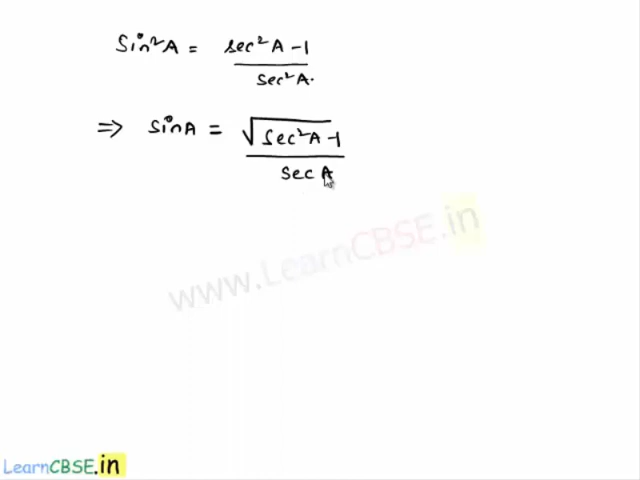 Sin²A = sec²A - 1 / sec²A.
⇒ sinA = √(sec²A - 1) / sec A
www.LearnCBSE.in
LearnCBSE.in